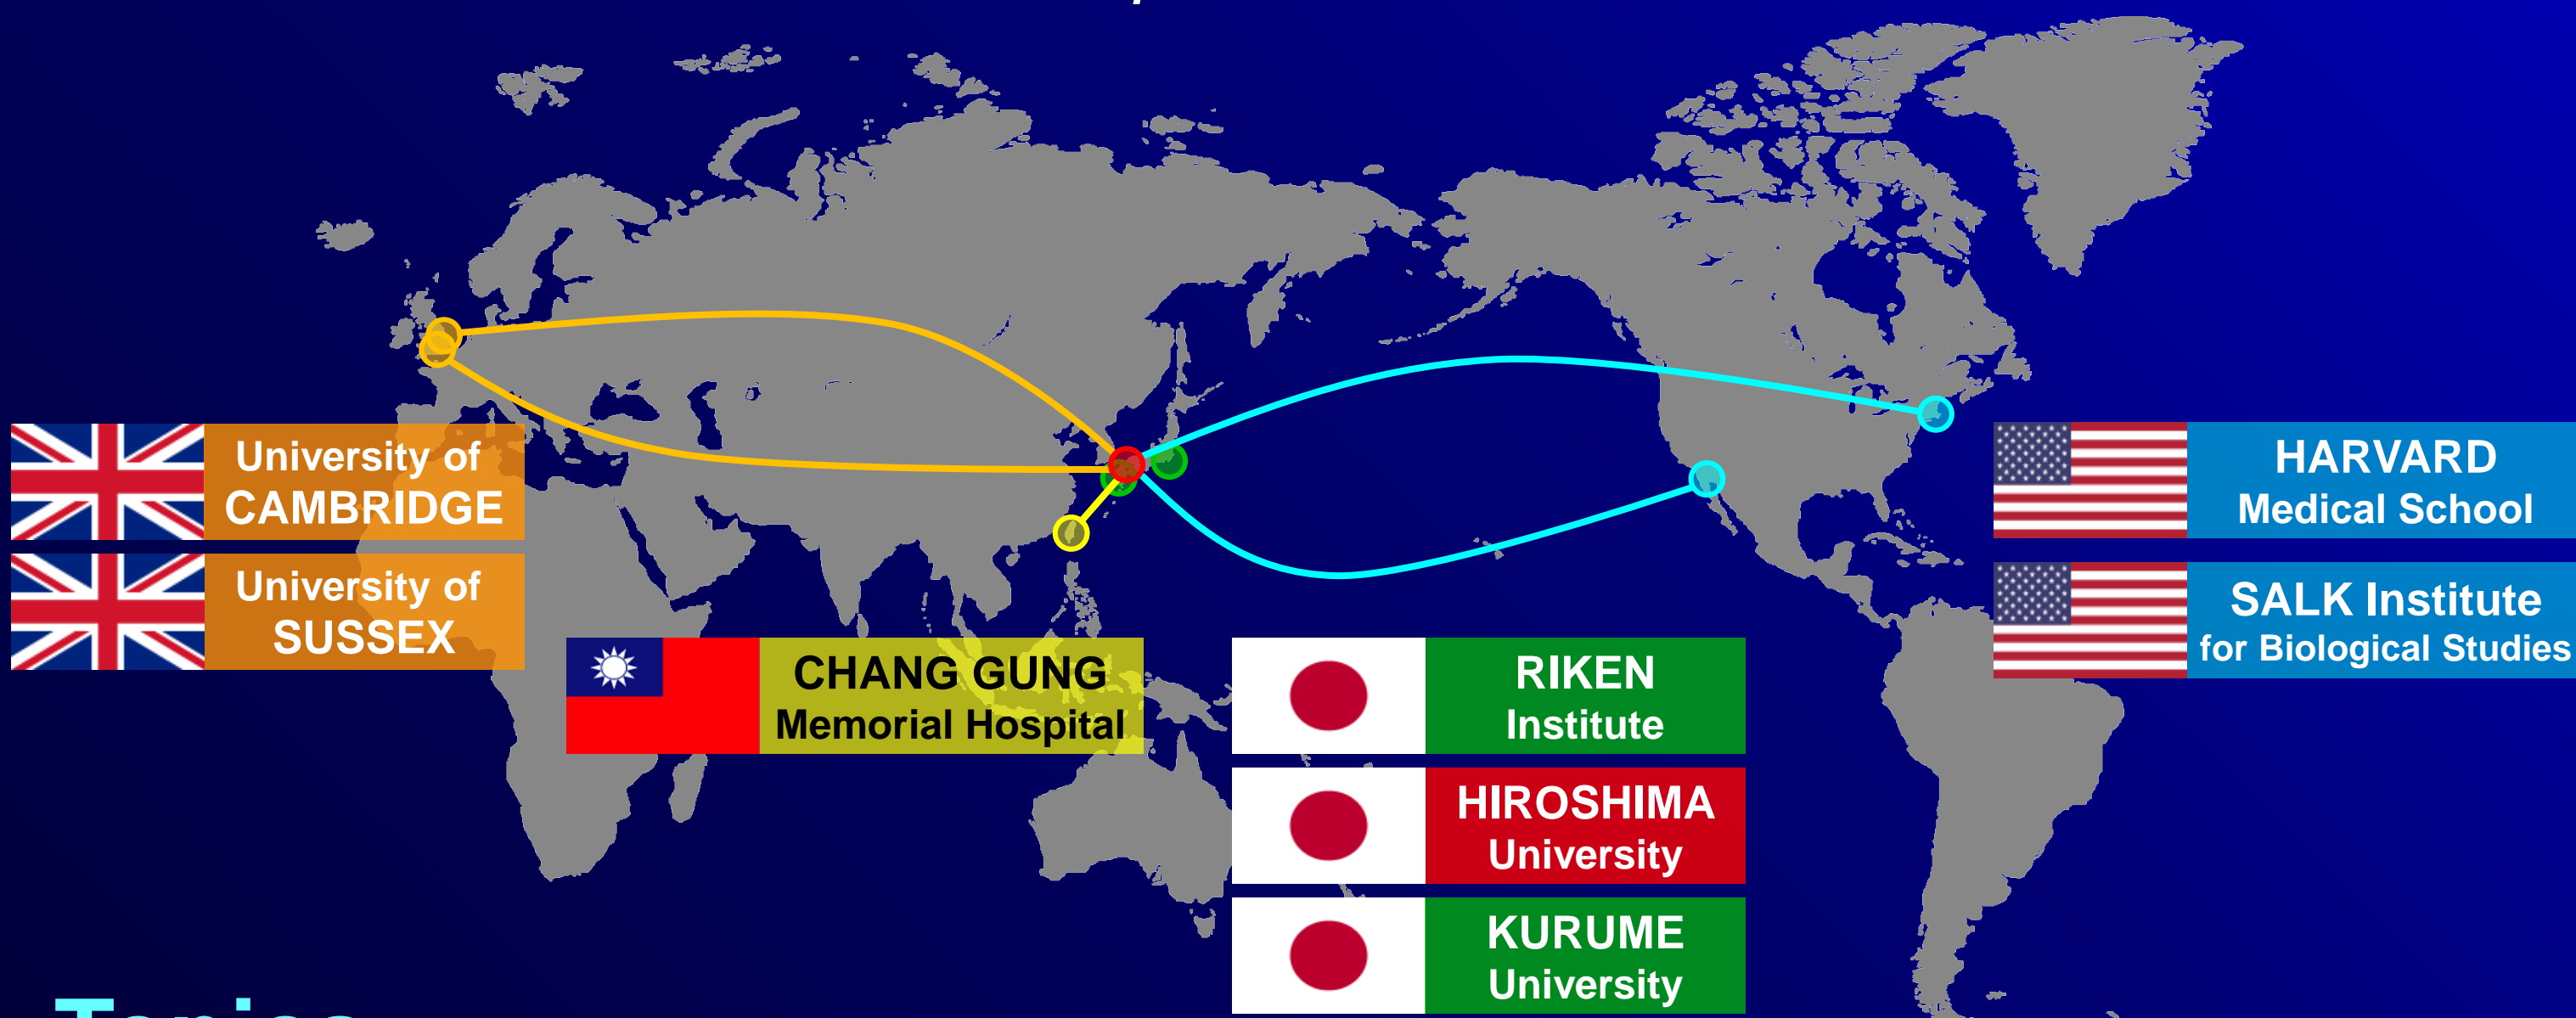 University of
CAMBRIDGE
University of
SUSSEX
CHANG GUNG
Memorial Hospital
RIKEN
Institute
HIROSHIMA
University
KURUME
University
HARVARD
Medical School
SALK Institute
for Biological Studies
Topics